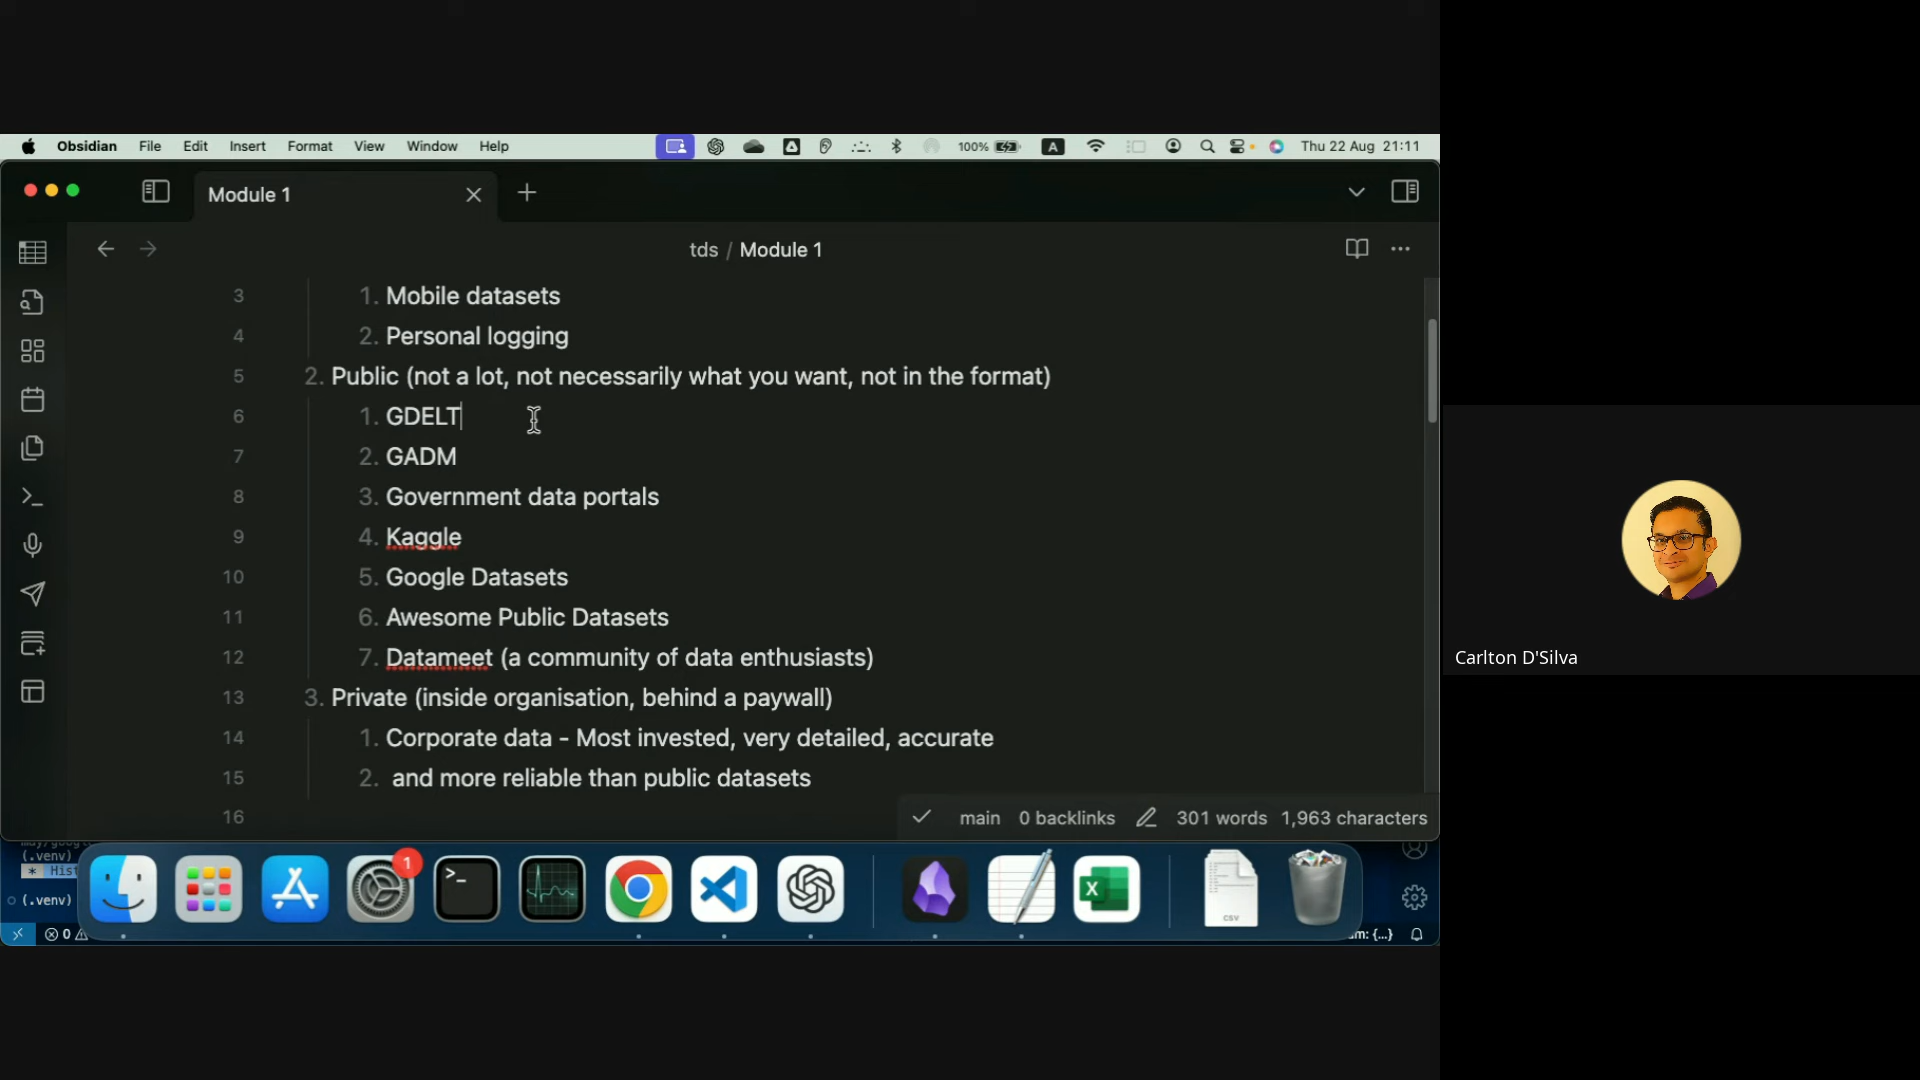 Obsidian File Edit Insert Format View Window Help 100% A Thu 22 Aug 21:11
Module 1
tds / Module 1
3 1. Mobile datasets
4 2. Personal logging
5 2. Public (not a lot, not necessarily what you want, not in the format)
6 1. GDELT
7 2. GADM
8 3. Government data portals
9 4. Kaggle
10 5. Google Datasets
11 6. Awesome Public Datasets
12 7. Datameet (a community of data enthusiasts)
13 3. Private (inside organisation, behind a paywall)
14 1. Corporate data - Most invested, very detailed, accurate
15 2. and more reliable than public datasets
16
main 0 backlinks 301 words 1,963 characters
(.venv)
* Hist
(.venv)
0
1
CSV
Carlton D'Silva